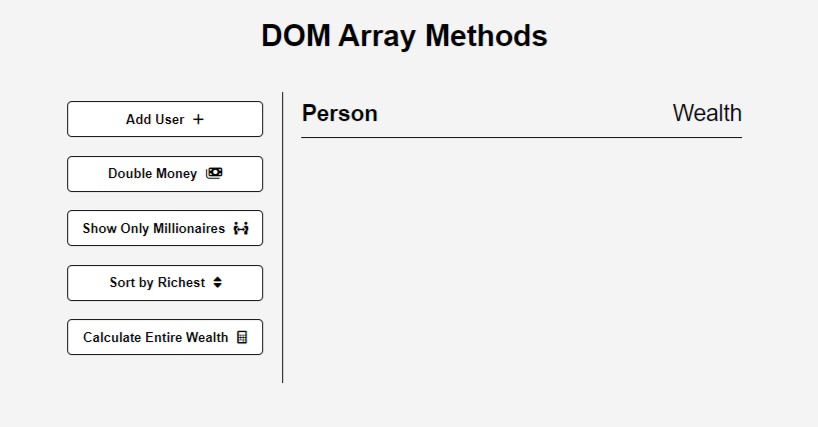 DOM Array Methods
Add User
Double Money
Show Only Millionaires
Sort by Richest
Calculate Entire Wealth
Person Wealth